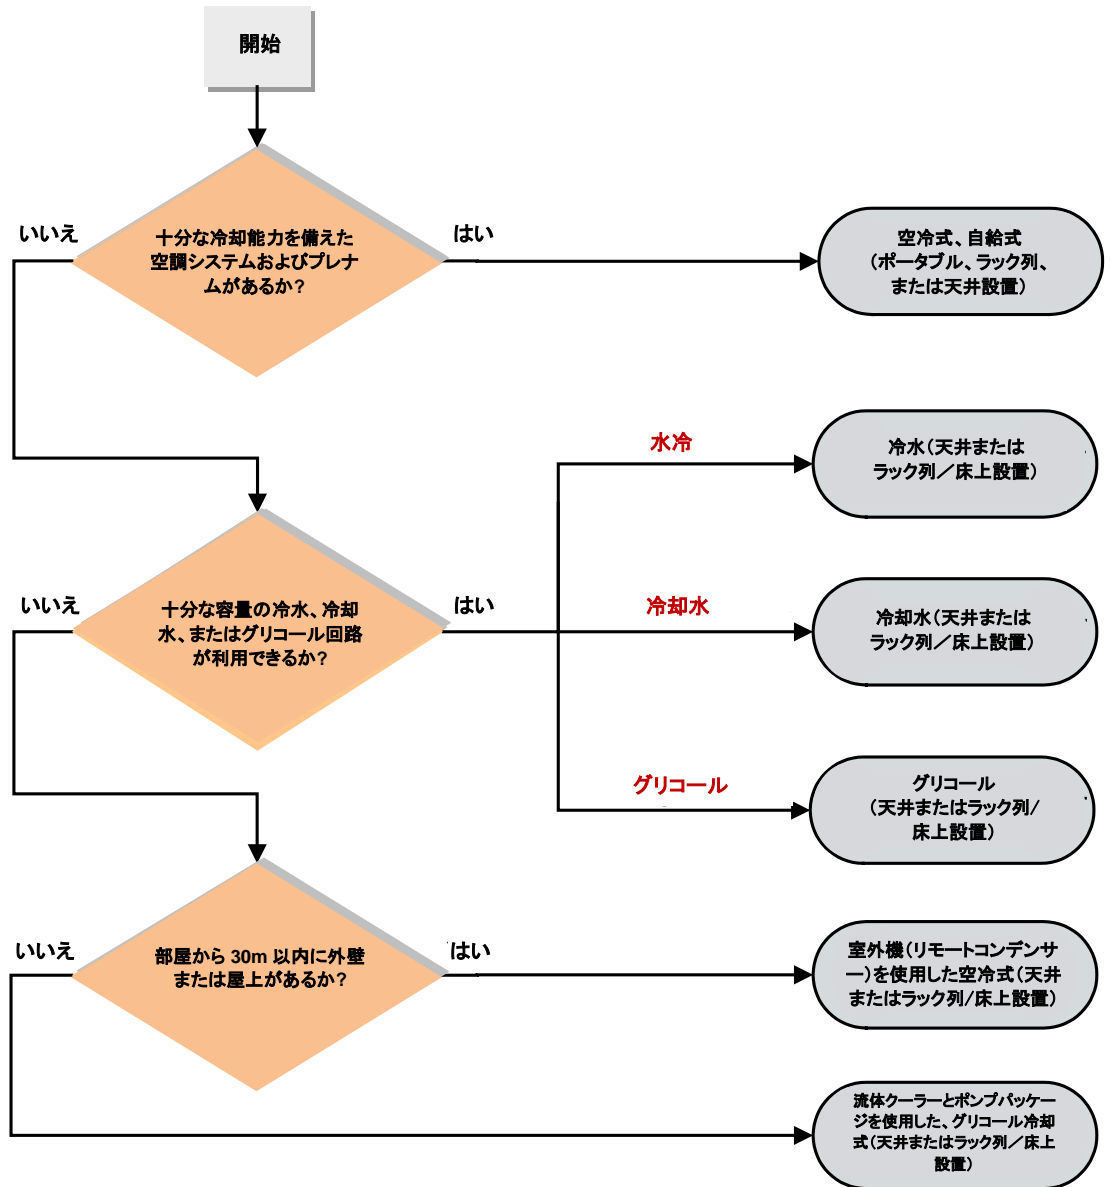 開始
いいえ
はい
十分な冷却能力を備えた
空調システムおよびプレナ
ムがあるか?
空冷式、自給式
(ポータブル、ラック列、
または天井設置)
水冷
冷水(天井または
ラック列/床上設置)
いいえ
はい
十分な容量の冷水、冷却
水、またはグリコール回路
が利用できるか?
冷却水
冷却水(天井または
ラック列/床上設置)
グリコール
グリコール
(天井またはラック列/
床上設置)
いいえ
はい
部屋から 30m 以内に外壁
または屋上があるか?
室外機(リモートコンデンサ
ー)を使用した空冷式(天井
またはラック列/床上設置)
流体クーラーとポンプパッケー
ジを使用した、グリコール冷却
式(天井またはラック列/床上
設置)